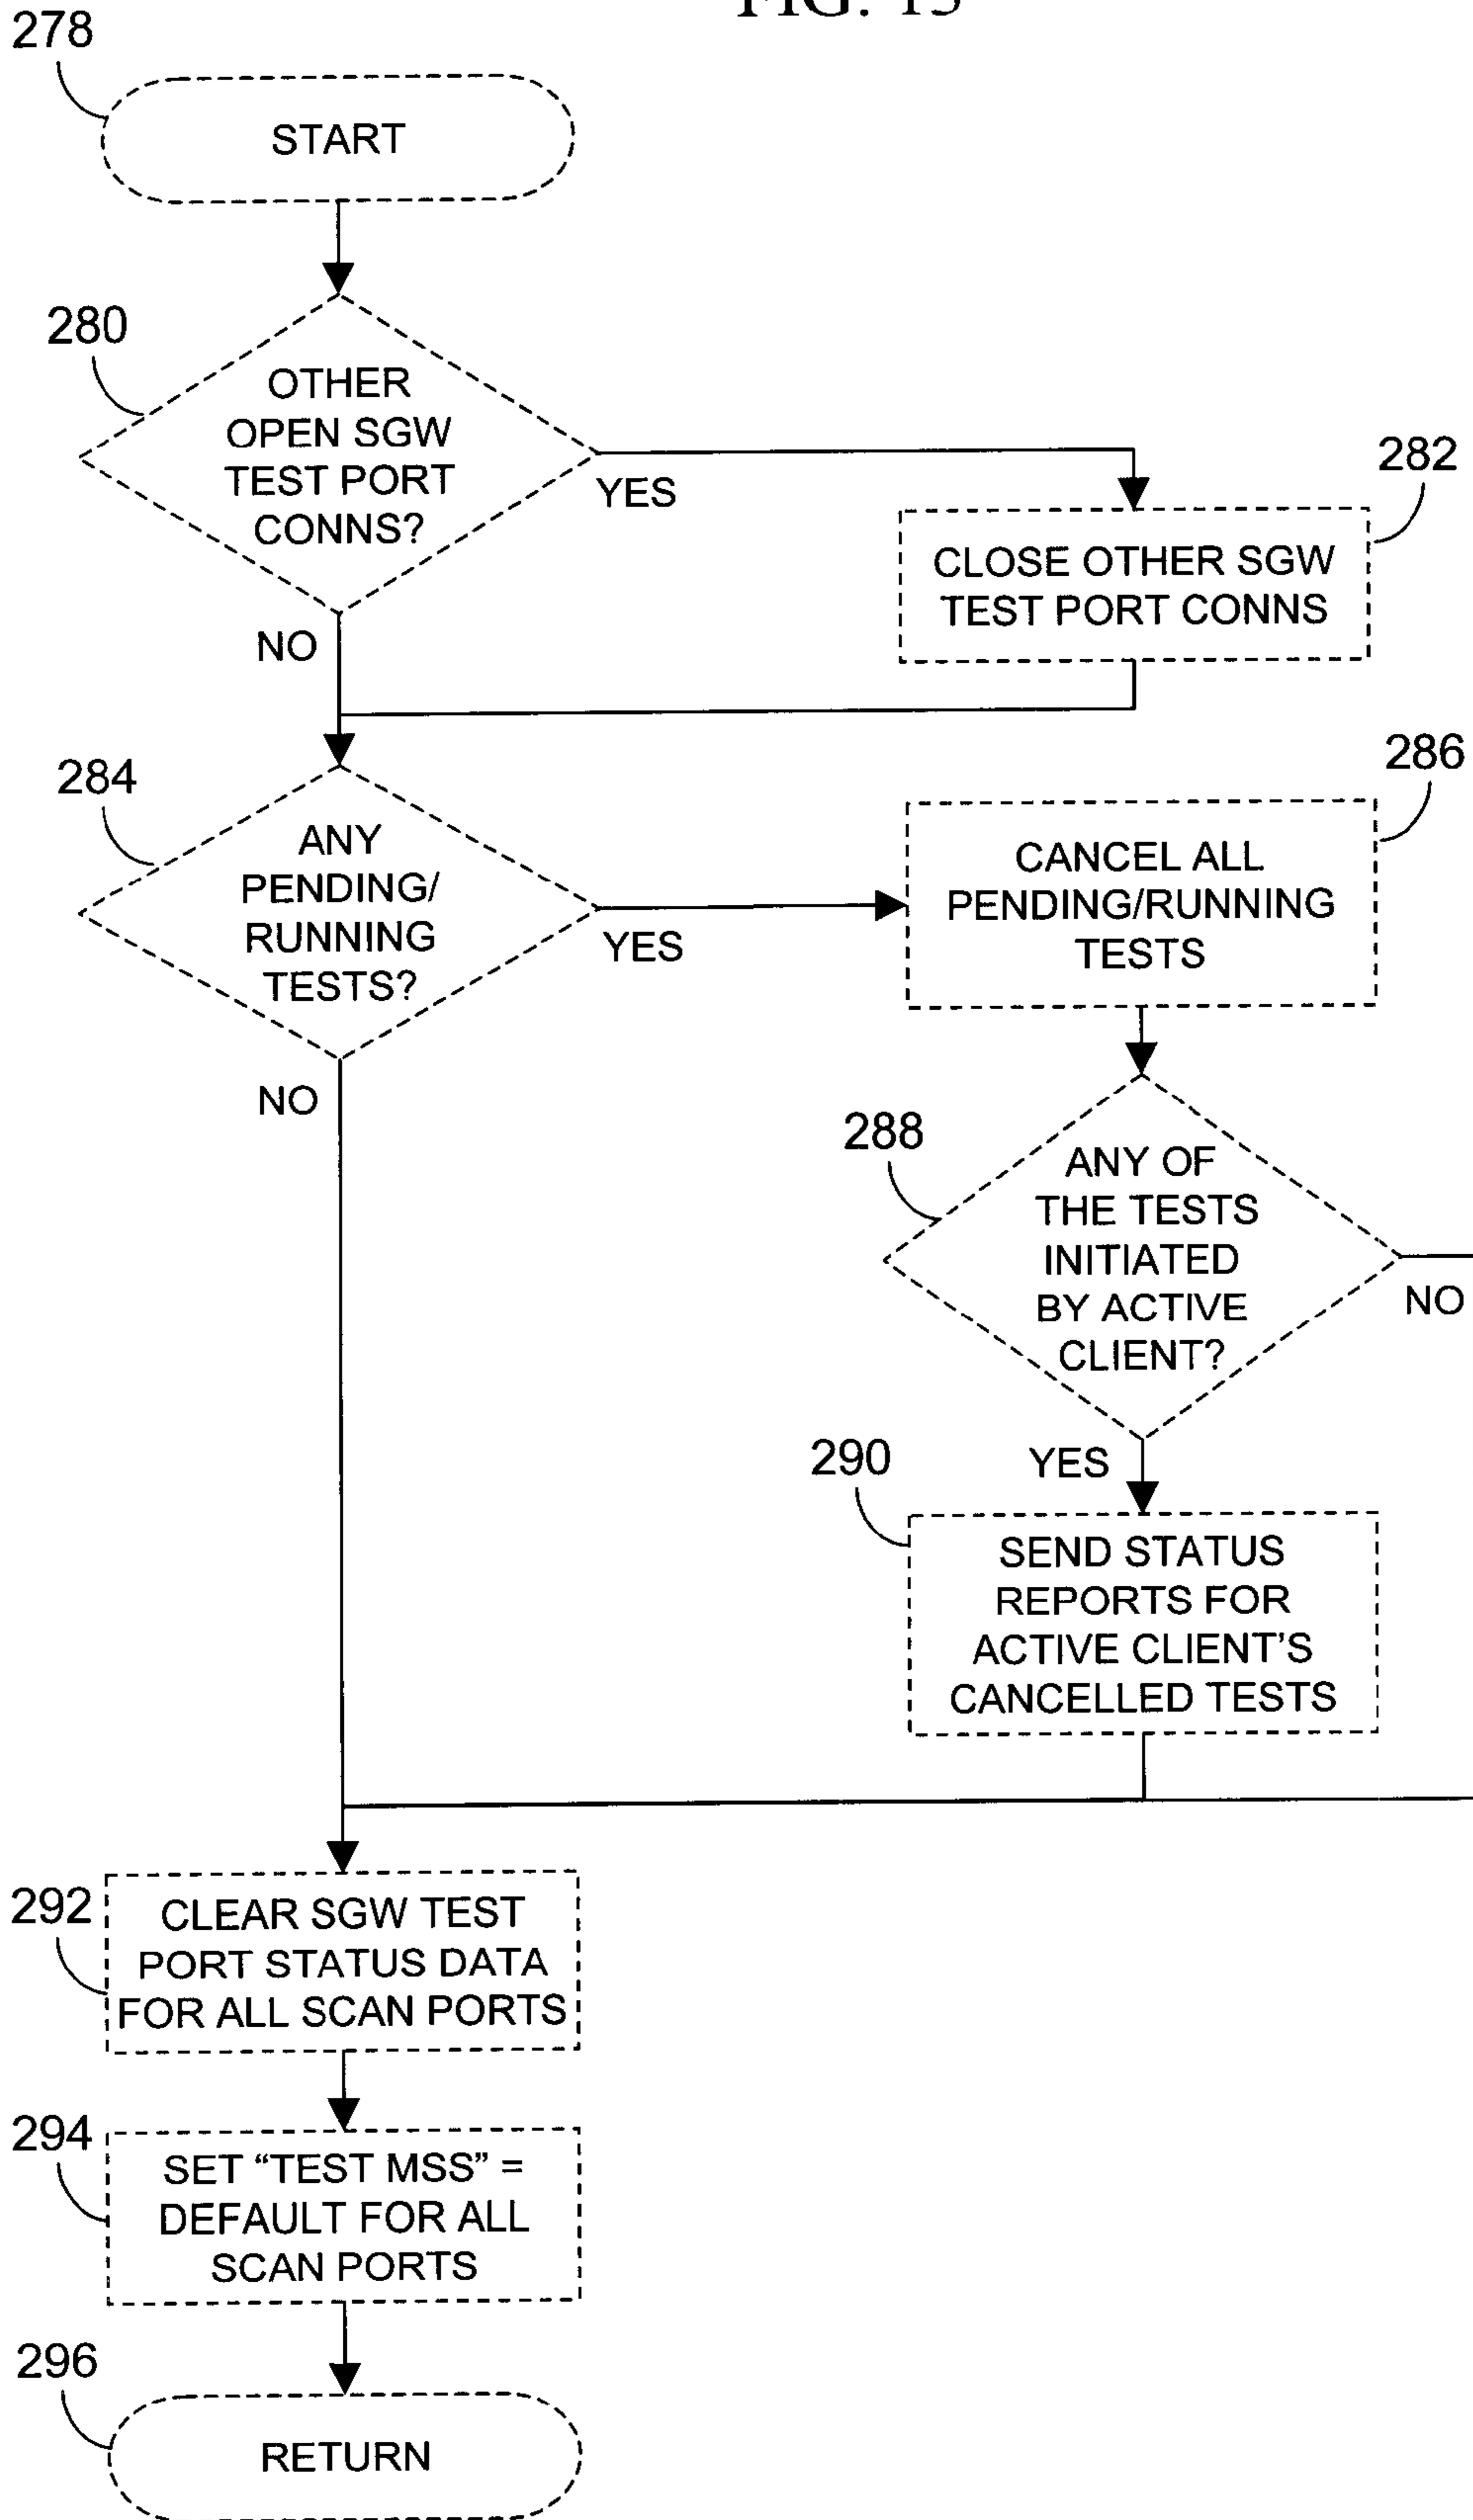 FIG. 15
278
START
280
OTHER
OPEN SGW
TEST PORT
CONNS?
YES
282
CLOSE OTHER SGW
TEST PORT CONNS
NO
284
ANY
PENDING/
RUNNING
TESTS?
YES
286
CANCEL ALL
PENDING/RUNNING
TESTS
NO
288
ANY OF
THE TESTS
INITIATED
BY ACTIVE
CLIENT?
NO
YES
290
SEND STATUS
REPORTS FOR
ACTIVE CLIENT’S
CANCELLED TESTS
292
CLEAR SGW TEST
PORT STATUS DATA
FOR ALL SCAN PORTS
294
SET “TEST MSS” =
DEFAULT FOR ALL
SCAN PORTS
296
RETURN